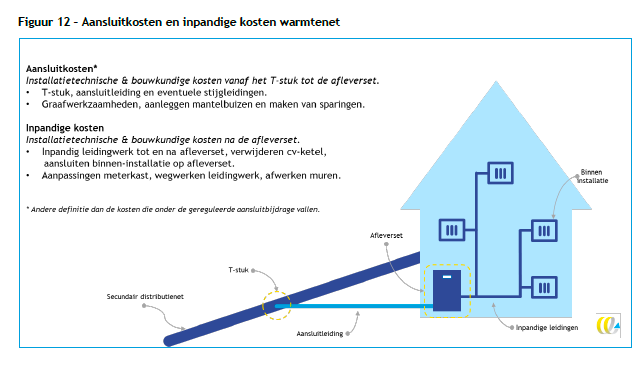 Figuur 12 – Aansluitkosten en inpandige kosten warmtenet
Aansluitkosten*
Installatietechnische & bouwkundige kosten vanaf het T-stuk tot de afleverset.
• T-stuk, aansluitleiding en eventuele stijgleidingen.
• Graafwerkzaamheden, aanleggen mantelbuizen en maken van sparingen.
Inpandige kosten
Installatietechnische & bouwkundige kosten na de afleverset.
• Inpandig leidingwerk tot en na afleverset, verwijderen cv-ketel,
aansluiten binnen-installatie op afleverset.
• Aanpassingen meterkast, wegwerken leidingwerk, afwerken muren.
* Andere definitie dan de kosten die onder de gereguleerde aansluitbijdrage vallen.
Binnen
installatie
Afleverset
T-stuk
Secundair distributienet
Aansluitleiding
Inpandige leidingen